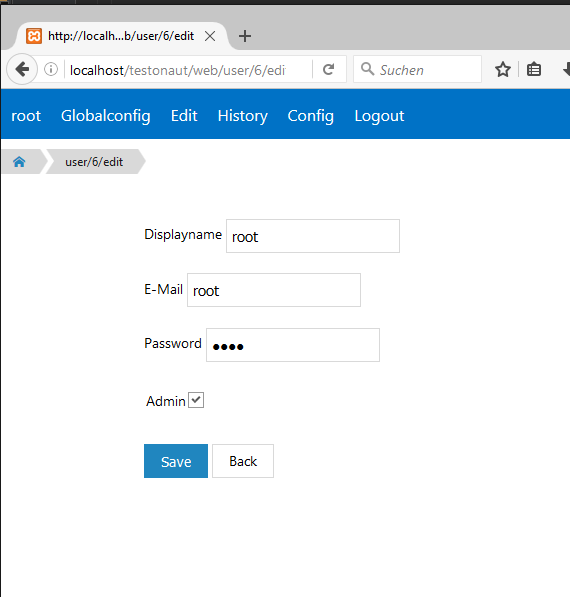 http://localh...b/user/6/edit
localhost/testonaut/web/user/6/edi
Suchen
root Globalconfig Edit History Config Logout
user/6/edit
Displayname root
E-Mail root
Password ••••
Admin
Save Back